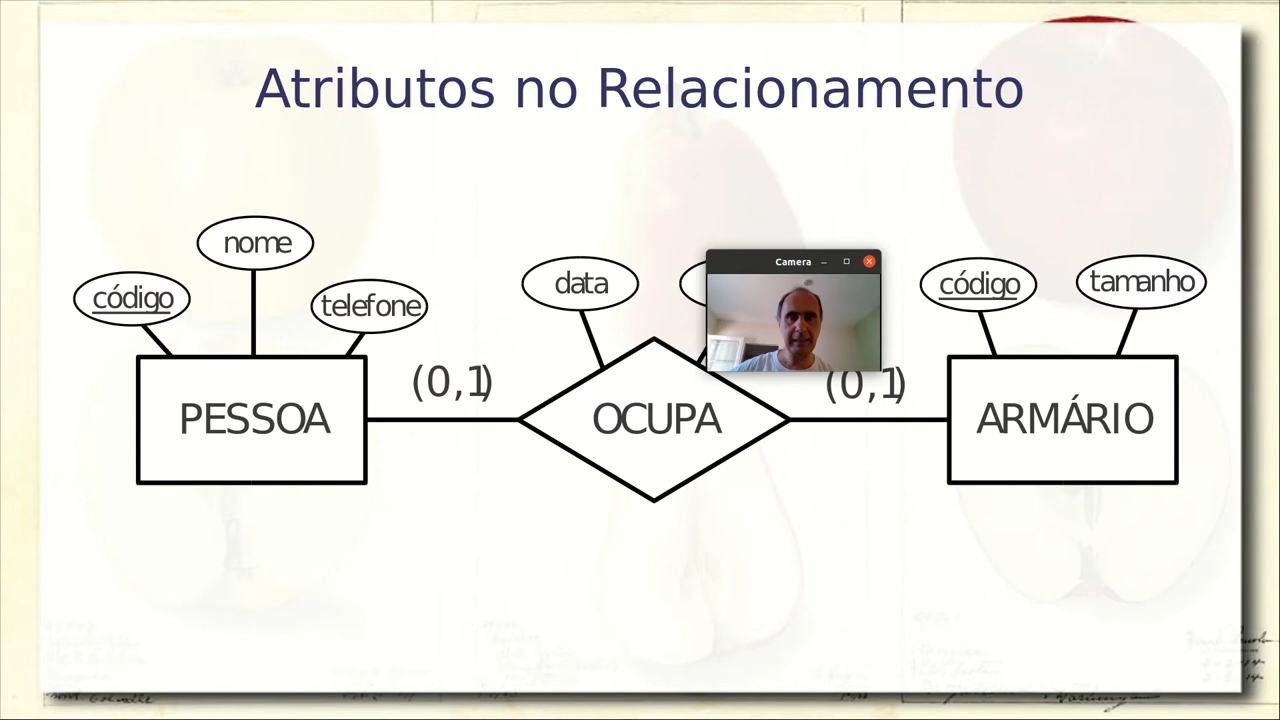 Atributos no Relacionamento
nome
código
telefone
data
Camera
código
tamanho
(0,1)
(0,1)
PESSOA
OCUPA
ARMÁRIO